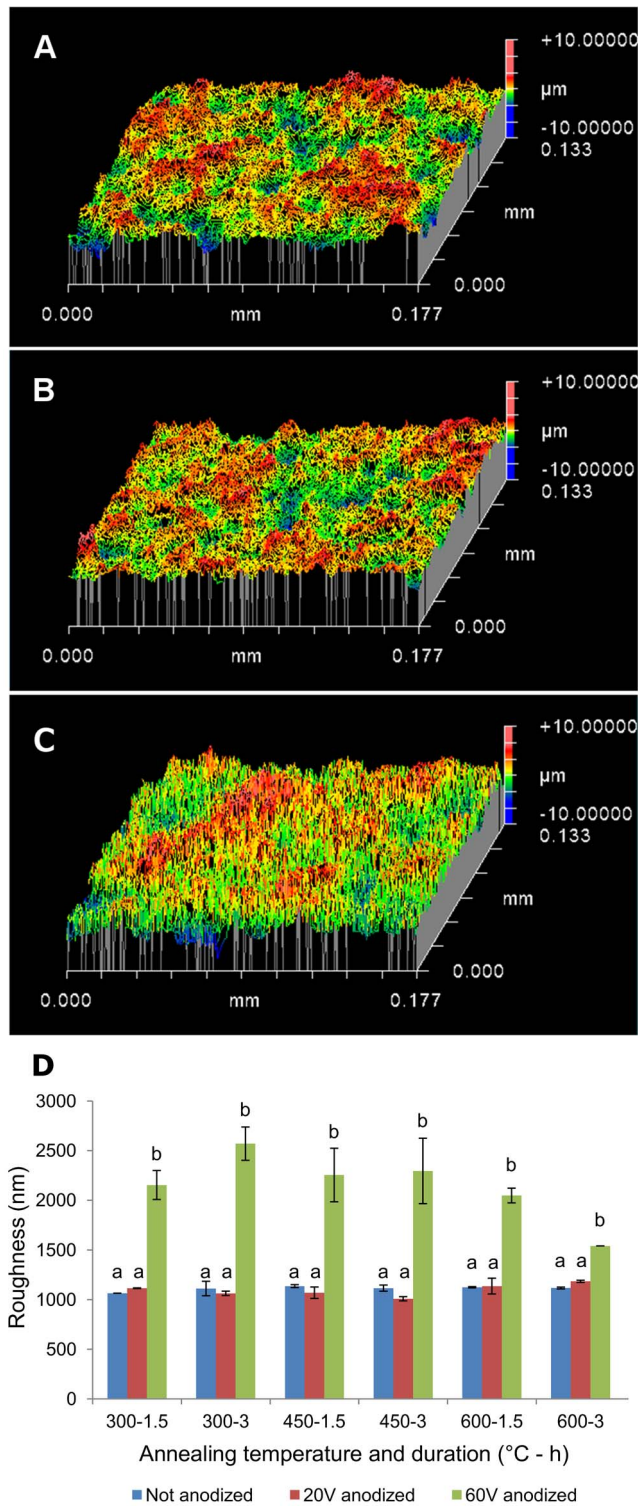 A
+10.00000
µm
-10.00000
0.133
mm
0.000
0.000 mm 0.177
B
+10.00000
µm
-10.00000
0.133
mm
0.000
0.000 mm 0.177
C
+10.00000
µm
-10.00000
0.133
mm
0.000
0.000 mm 0.177
D
Roughness (nm)
3000
2500
2000
1500
1000
500
0
a a b
a a b
a a b
a a b
a a b
a a b
300-1.5 300-3 450-1.5 450-3 600-1.5 600-3
Annealing temperature and duration (°C - h)
Not anodized 20V anodized 60V anodized